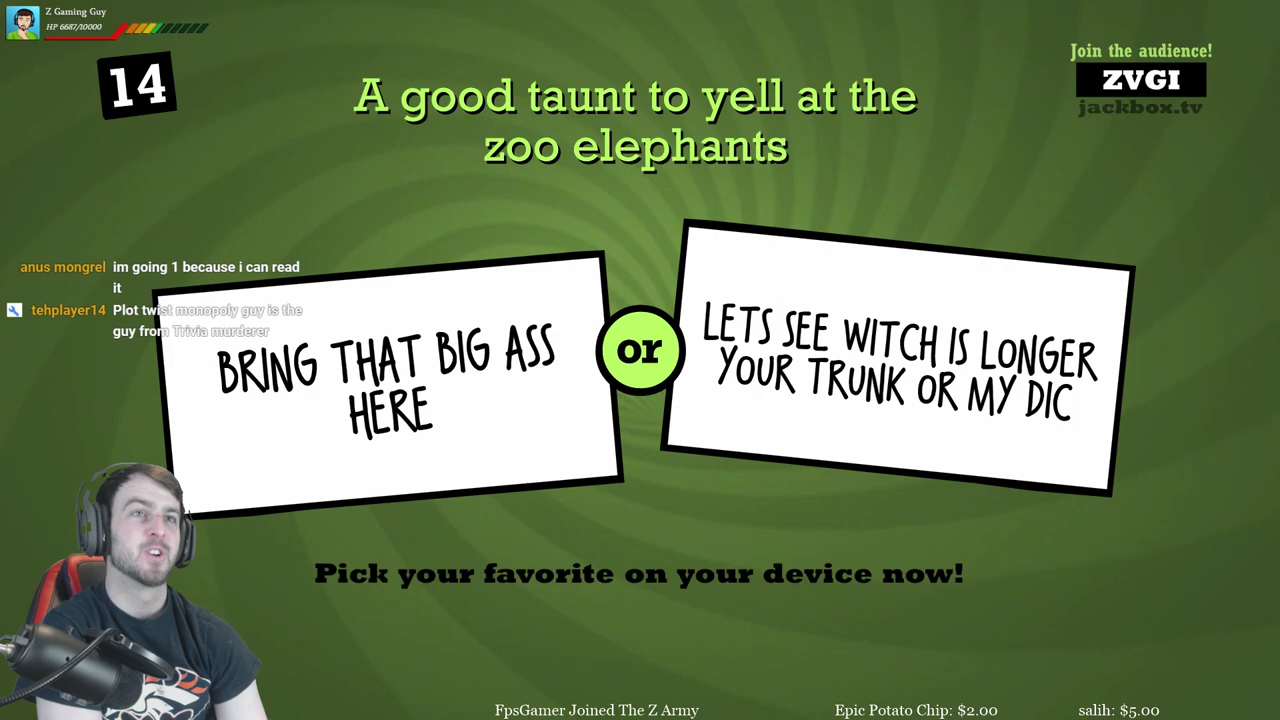 Z Gaming Guy
HP 6687/10000
14
A good taunt to yell at the
zoo elephants
Join the audience!
ZVGI
jackbox.tv
anus mongrel im going 1 because i can read
it
tehplayer14 Plot twist monopoly guy is the
guy from Trivia murderer
BRING THAT BIG ASS
HERE
or
LETS SEE WITCH IS LONGER
YOUR TRUNK OR MY DIC
Pick your favorite on your device now!
FpsGamer Joined The Z Army
Epic Potato Chip: $2.00
salih: $5.00